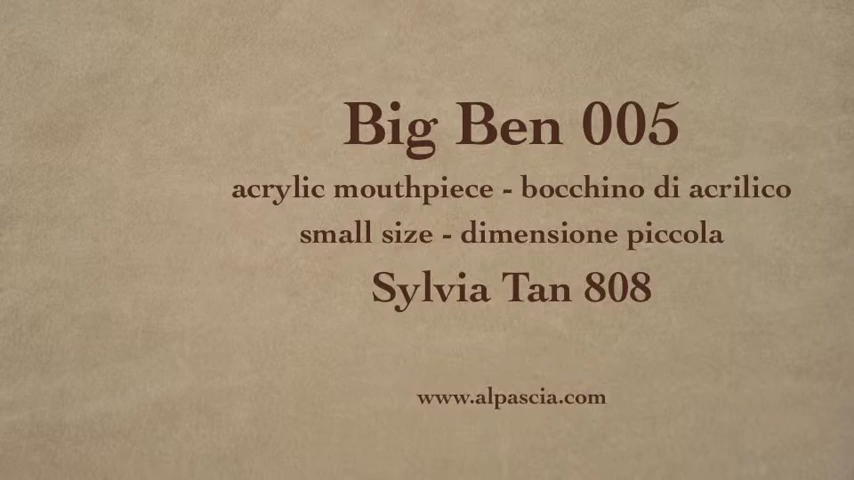 Big Ben 005
acrylic mouthpiece - bocchino di acrilico
small size - dimensione piccola
Sylvia Tan 808
www.alpascia.com